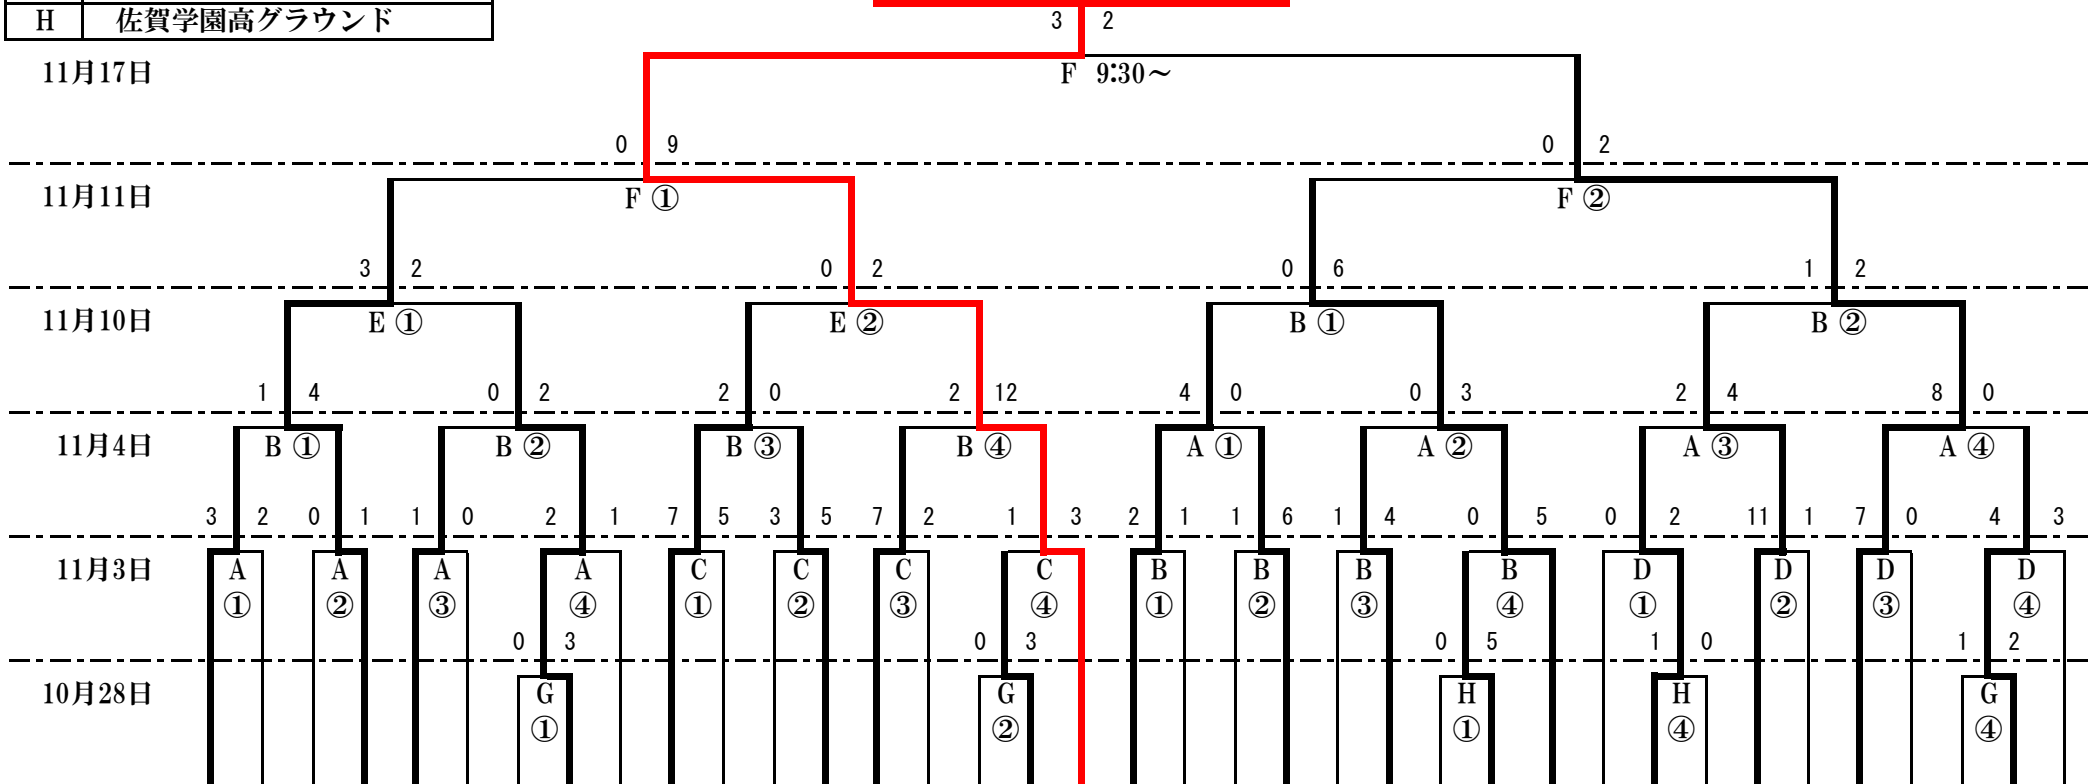 H 佐賀学園高グラウンド
3 2
11月17日
F 9:30～
0 9 0 2
11月11日
F ① F ②
3 2 0 2 0 6 1 2
11月10日
E ① E ② B ① B ②
1 4 0 2 2 0 2 12 4 0 0 3 2 4 8 0
11月4日
B ① B ② B ③ B ④ A ① A ② A ③ A ④
3 2 0 1 1 0 2 1 7 5 3 5 7 2 1 3 2 1 1 6 1 4 0 5 0 2 11 1 7 0 4 3
11月3日
A A A A C C C C B B B B D D D D
① ② ③ ④ ① ② ③ ④ ① ② ③ ④ ① ② ③ ④
0 3 0 3 0 5 1 0 1 2
10月28日
G G H H G
① ② ① ④ ④